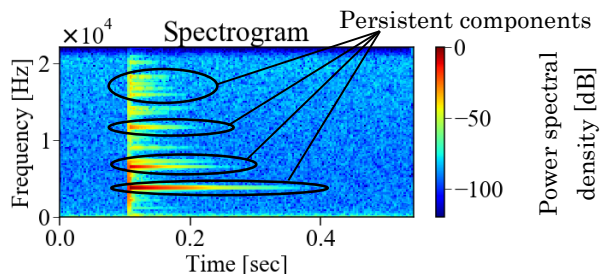 Persistent components
×10⁴
Spectrogram
Frequency [Hz]
2
1
0
0.0
0.2
0.4
Time [sec]
0
−50
−100
Power spectral
density [dB]